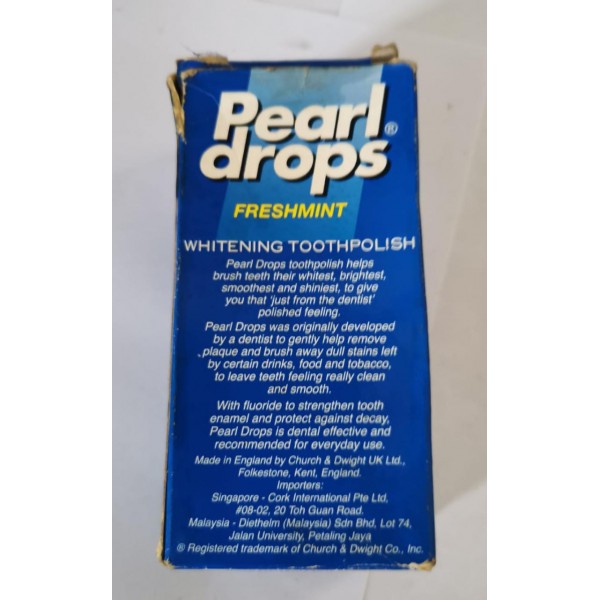 Pearl®
drops
FRESHMINT
WHITENING TOOTHPOLISH
Pearl Drops toothpolish helps
brush teeth their whitest, brightest,
smoothest and shiniest, to give
you that 'just from the dentist'
polished feeling.
Pearl Drops was originally developed
by a dentist to gently help remove
plaque and brush away dull stains left
by certain drinks, food and tobacco,
to leave teeth feeling really clean
and smooth.
With fluoride to strengthen tooth
enamel and protect against decay,
Pearl Drops is dental effective and
recommended for everyday use.
Made in England by Church & Dwight UK Ltd.,
Folkestone, Kent, England.
Importers:
Singapore - Cork International Pte Ltd,
#08-02, 20 Toh Guan Road.
Malaysia - Diethelm (Malaysia) Sdn Bhd, Lot 74,
Jalan University, Petaling Jaya
® Registered trademark of Church & Dwight Co., Inc.